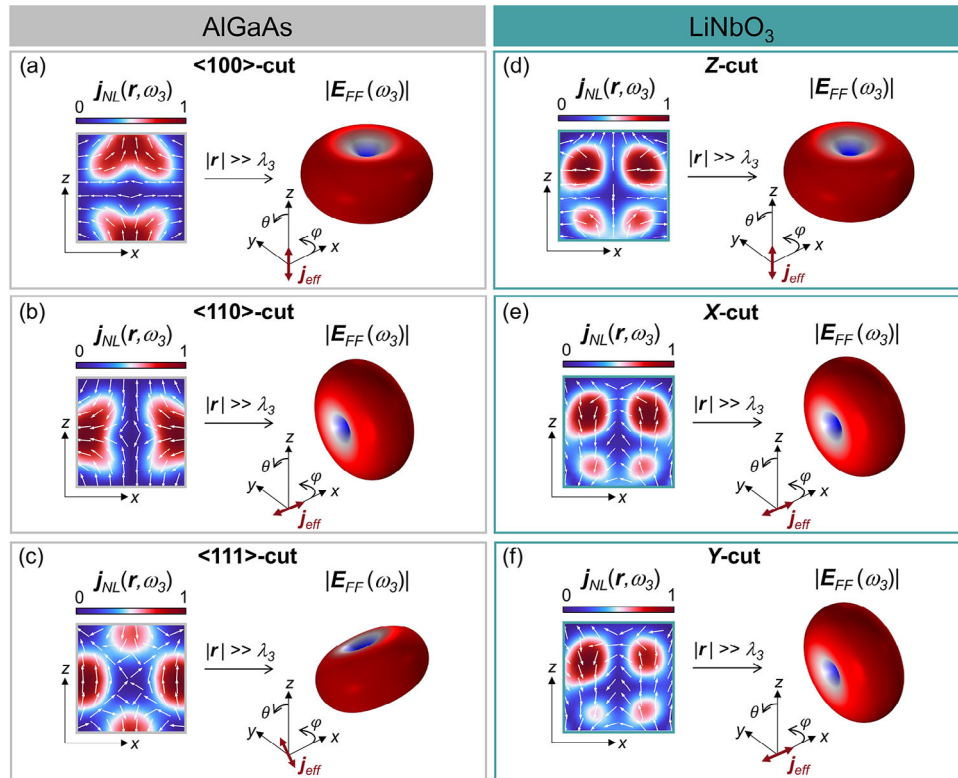 AlGaAs
LiNbO3
(a)
<100>-cut
jNL(r,ω3)
|EFF(ω3)|
0 1
|r| >> λ3
z
x
z
θ
φ
y
x
jeff
(d)
Z-cut
jNL(r,ω3)
|EFF(ω3)|
0 1
|r| >> λ3
z
x
z
θ
φ
y
x
jeff
(b)
<110>-cut
jNL(r,ω3)
|EFF(ω3)|
0 1
|r| >> λ3
z
x
z
θ
φ
y
x
jeff
(e)
X-cut
jNL(r,ω3)
|EFF(ω3)|
0 1
|r| >> λ3
z
x
z
θ
φ
y
x
jeff
(c)
<111>-cut
jNL(r,ω3)
|EFF(ω3)|
0 1
|r| >> λ3
z
x
z
θ
φ
y
x
jeff
(f)
Y-cut
jNL(r,ω3)
|EFF(ω3)|
0 1
|r| >> λ3
z
x
z
θ
φ
y
x
jeff